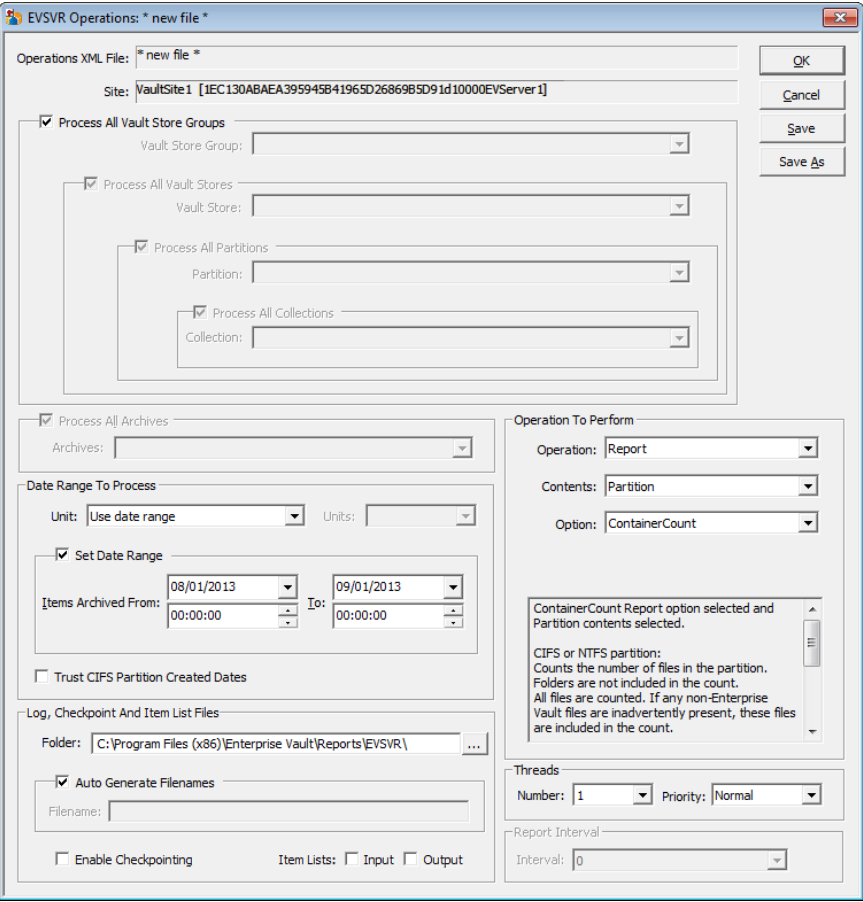 EVSVR Operations: * new file *
Operations XML File: * new file *
OK
Site: VaultSite1 [1EC130ABAEA395945B41965D26869B5D91d10000EVServer1]
Cancel
Save
Save As
Process All Vault Store Groups
Vault Store Group:
Process All Vault Stores
Vault Store:
Process All Partitions
Partition:
Process All Collections
Collection:
Process All Archives
Archives:
Date Range To Process
Unit: Use date range Units:
Set Date Range
Items Archived From: 08/01/2013 00:00:00 To: 09/01/2013 00:00:00
Trust CIFS Partition Created Dates
Log, Checkpoint And Item List Files
Folder: C:\Program Files (x86)\Enterprise Vault\Reports\EVSVR\ ...
Auto Generate Filenames
Filename:
Enable Checkpointing Item Lists: Input Output
Operation To Perform
Operation: Report
Contents: Partition
Option: ContainerCount
ContainerCount Report option selected and
Partition contents selected.
CIFS or NTFS partition:
Counts the number of files in the partition.
Folders are not included in the count.
All files are counted. If any non-Enterprise
Vault files are inadvertently present, these files
are included in the count.
Threads
Number: 1 Priority: Normal
Report Interval
Interval: 0